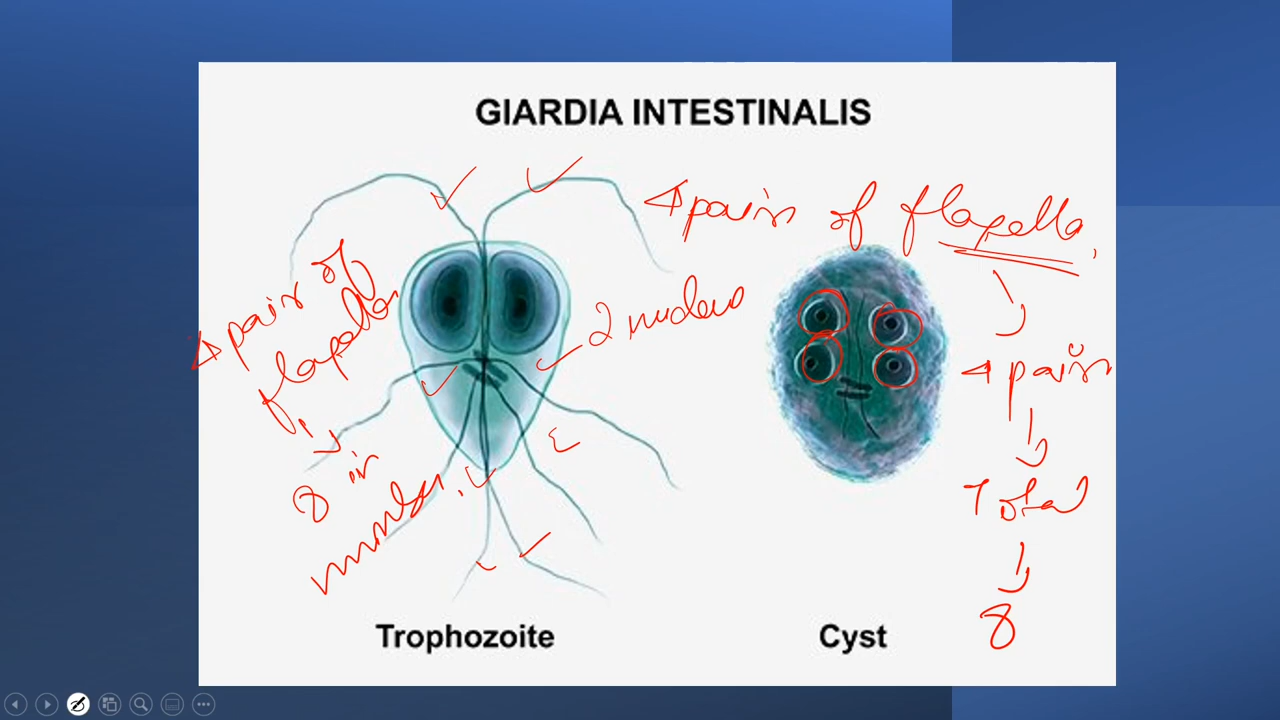 GIARDIA INTESTINALIS
4 pairs of flagella,
4 pairs
Total
8
4 pair of
flagella
8 in
number,
2 nucleus
Trophozoite
Cyst